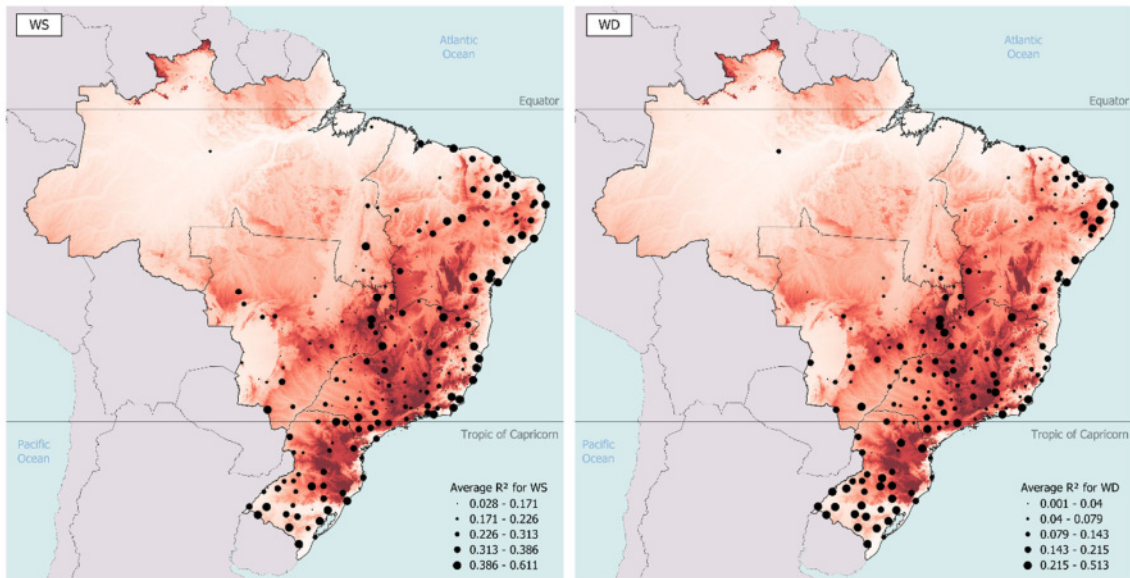 WS
Atlantic
Ocean
Equator
Tropic of Capricorn
Pacific
Ocean
Average R² for WS
0.028 - 0.171
0.171 - 0.226
0.226 - 0.313
0.313 - 0.386
0.386 - 0.611
WD
Atlantic
Ocean
Equator
Tropic of Capricorn
Pacific
Ocean
Average R² for WD
0.001 - 0.04
0.04 - 0.079
0.079 - 0.143
0.143 - 0.215
0.215 - 0.513